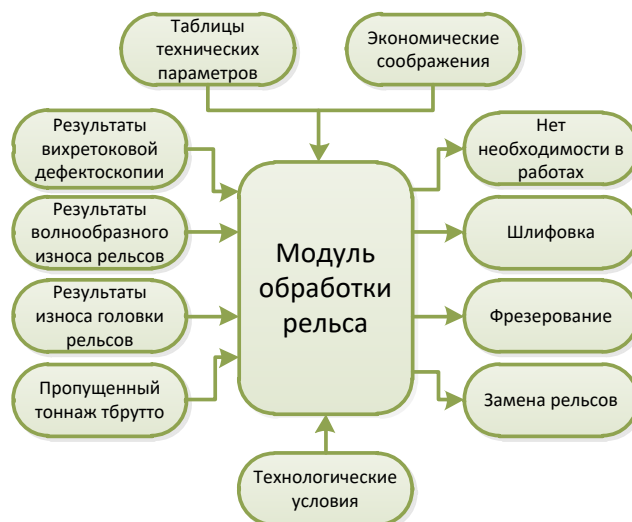 Таблицы
технических
параметров
Экономические
соображения
Результаты
вихретоковой
дефектоскопии
Результаты
волнообразного
износа рельсов
Результаты
износа головки
рельсов
Пропущенный
тоннаж тбрутто
Модуль
обработки
рельса
Нет
необходимости в
работах
Шлифовка
Фрезерование
Замена рельсов
Технологические
условия